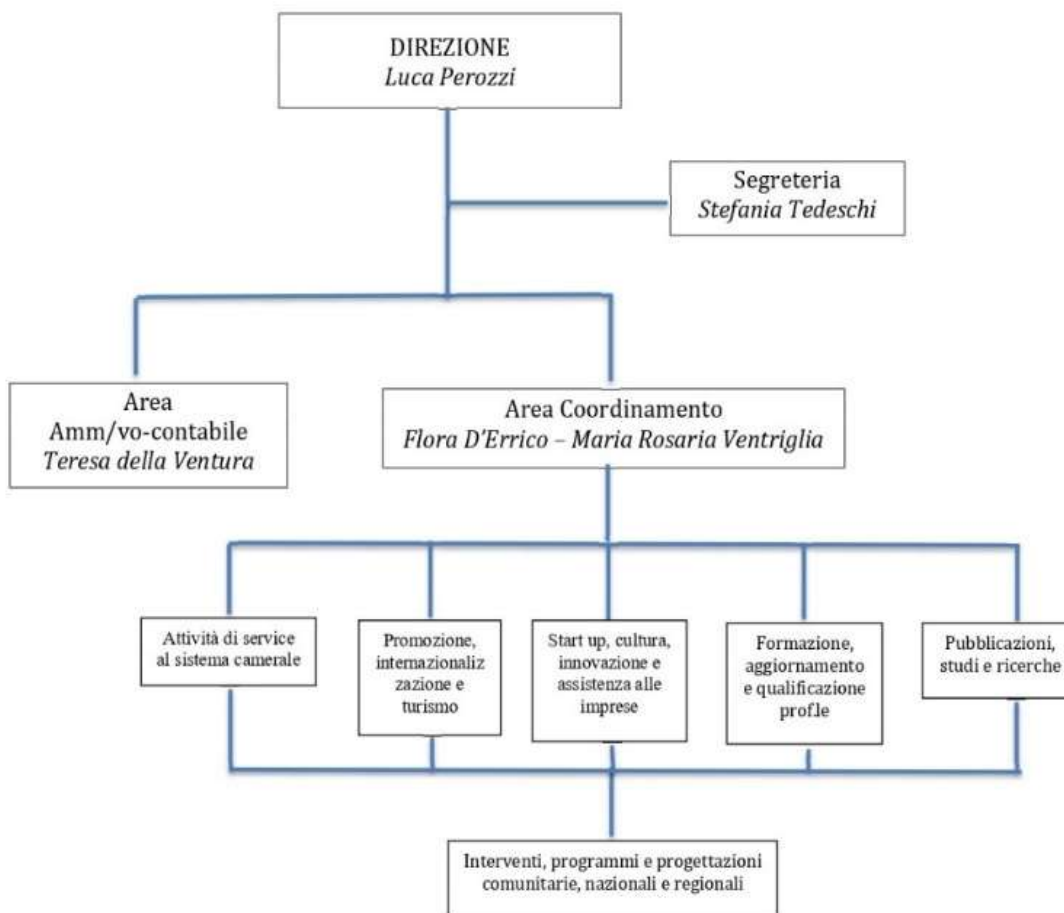 DIREZIONE
Luca Perozzi
Segreteria
Stefania Tedeschi
Area
Amm/vo-contabile
Teresa della Ventura
Area Coordinamento
Flora D'Errico – Maria Rosaria Ventriglia
Attività di service
al sistema camerale
Promozione,
internazionaliz
zazione e
turismo
Start up, cultura,
innovazione e
assistenza alle
imprese
Formazione,
aggiornamento
e qualificazione
prof.le
Pubblicazioni,
studi e ricerche
Interventi, programmi e progettazioni
comunitarie, nazionali e regionali